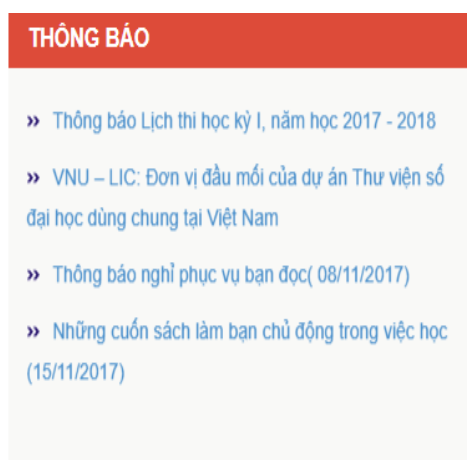 THÔNG BÁO
» Thông báo Lịch thi học kỳ I, năm học 2017 - 2018
» VNU – LIC: Đơn vị đầu mối của dự án Thư viện số
đại học dùng chung tại Việt Nam
» Thông báo nghỉ phục vụ bạn đọc( 08/11/2017)
» Những cuốn sách làm bạn chủ động trong việc học
(15/11/2017)